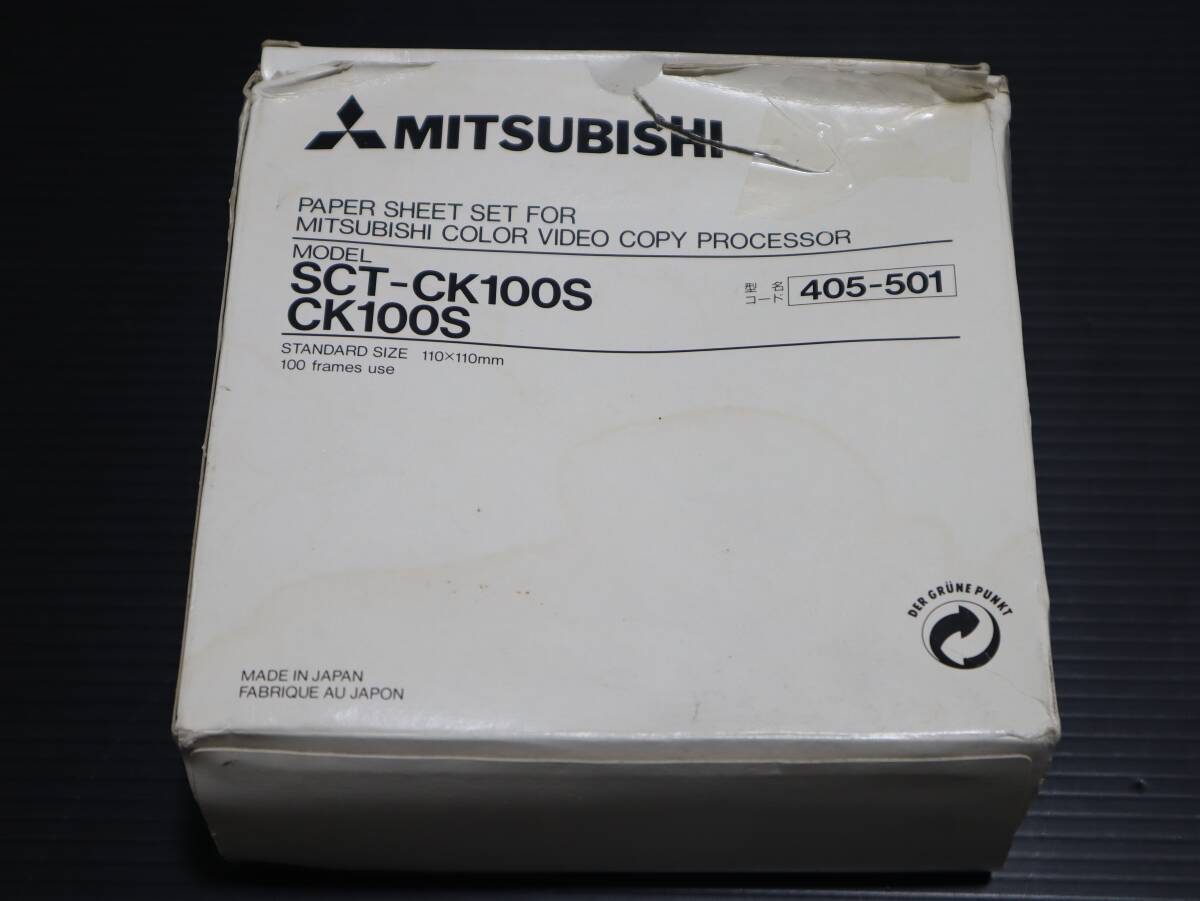 MITSUBISHI
PAPER SHEET SET FOR
MITSUBISHI COLOR VIDEO COPY PROCESSOR
MODEL
SCT-CK100S
CK100S
型名
コード
405-501
STANDARD SIZE 110×110mm
100 frames use
DER GRÜNE PUNKT
MADE IN JAPAN
FABRIQUE AU JAPON